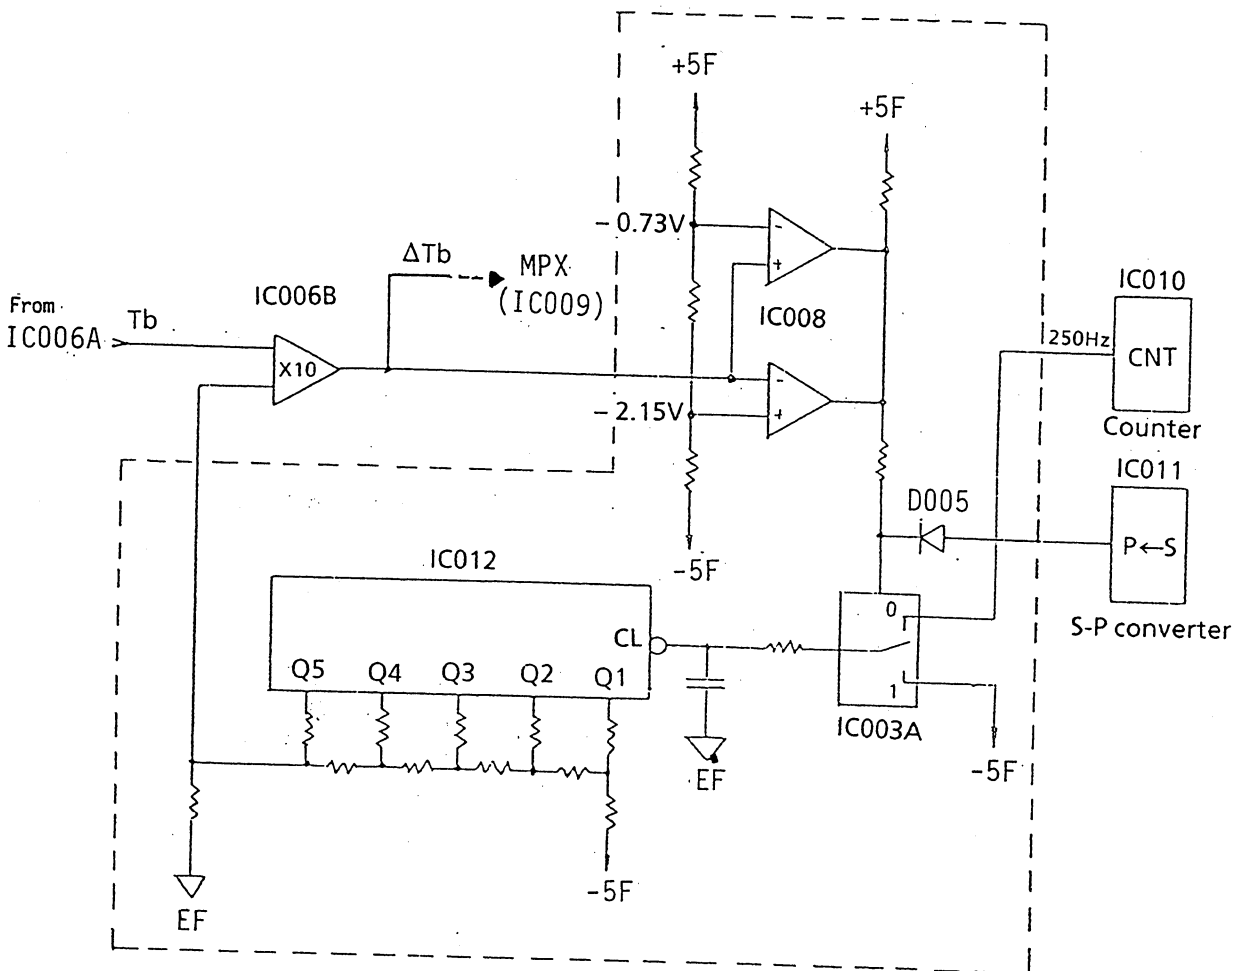 +5F
+5F
- 0.73V
ΔTb
MPX
(IC009)
IC010
From
IC006A
Tb
IC006B
X10
-
+
IC008
250Hz
CNT
Counter
-
+
- 2.15V
IC011
D005
P←S
S-P converter
-5F
IC012
0
CL
Q5 Q4 Q3 Q2 Q1
1
IC003A
EF
-5F
-5F
EF